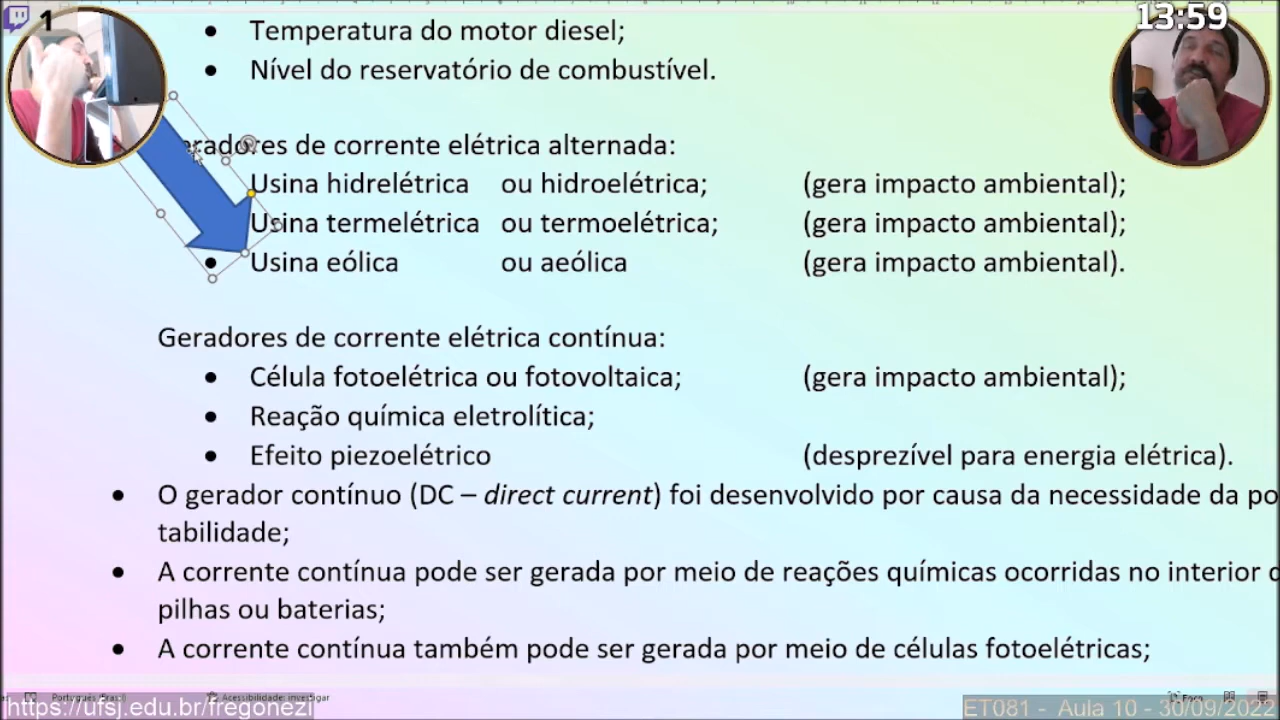 1
13:59
• Temperatura do motor diesel;
• Nível do reservatório de combustível.
eradores de corrente elétrica alternada:
Usina hidrelétrica ou hidroelétrica; (gera impacto ambiental);
Usina termelétrica ou termoelétrica; (gera impacto ambiental);
• Usina eólica ou aeólica (gera impacto ambiental).
Geradores de corrente elétrica contínua:
• Célula fotoelétrica ou fotovoltaica; (gera impacto ambiental);
• Reação química eletrolítica;
• Efeito piezoelétrico (desprezível para energia elétrica).
• O gerador contínuo (DC – direct current) foi desenvolvido por causa da necessidade da po
tabilidade;
• A corrente contínua pode ser gerada por meio de reações químicas ocorridas no interior d
pilhas ou baterias;
• A corrente contínua também pode ser gerada por meio de células fotoelétricas;
Acessibilidade: investigar
https://ufsj.edu.br/fregonezi
ET081 - Aula 10 - 30/09/2022